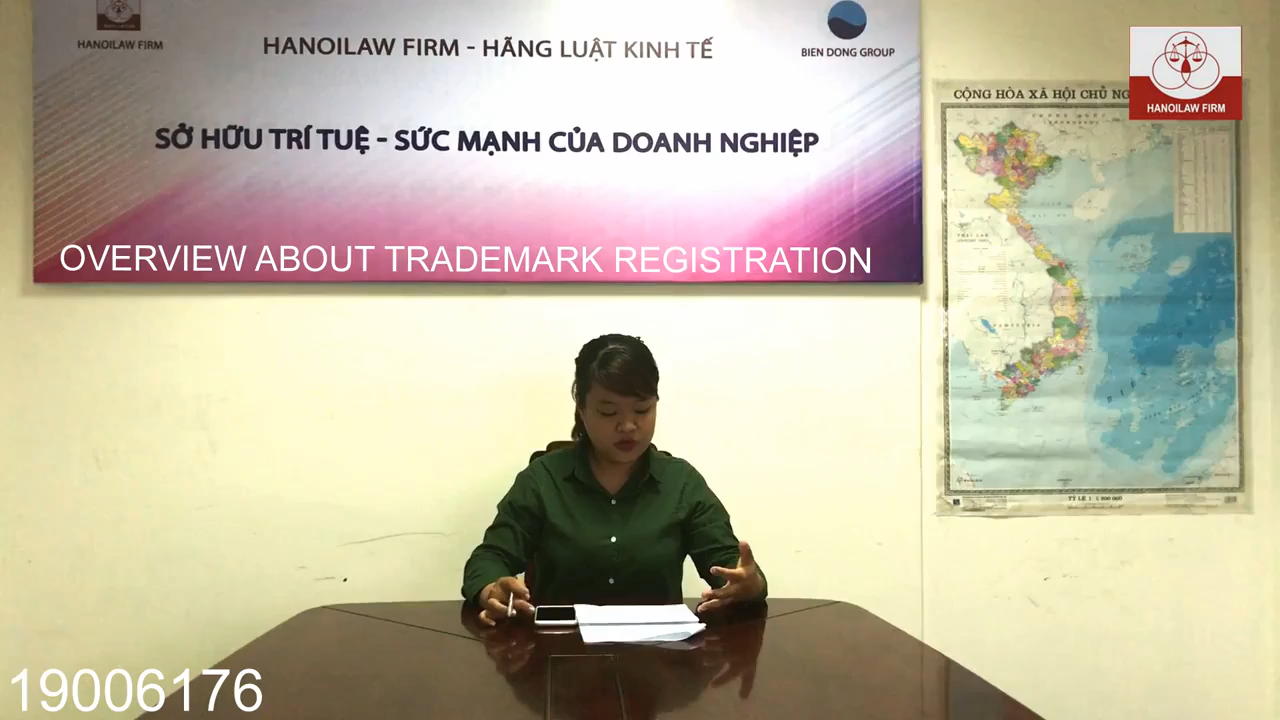 HANOILAW FIRM
HANOILAW FIRM - HÃNG LUẬT KINH TẾ
BIEN DONG GROUP
HANOILAW FIRM
SỞ HỮU TRÍ TUỆ - SỨC MẠNH CỦA DOANH NGHIỆP
OVERVIEW ABOUT TRADEMARK REGISTRATION
CỘNG HÒA XÃ HỘI CHỦ
19006176